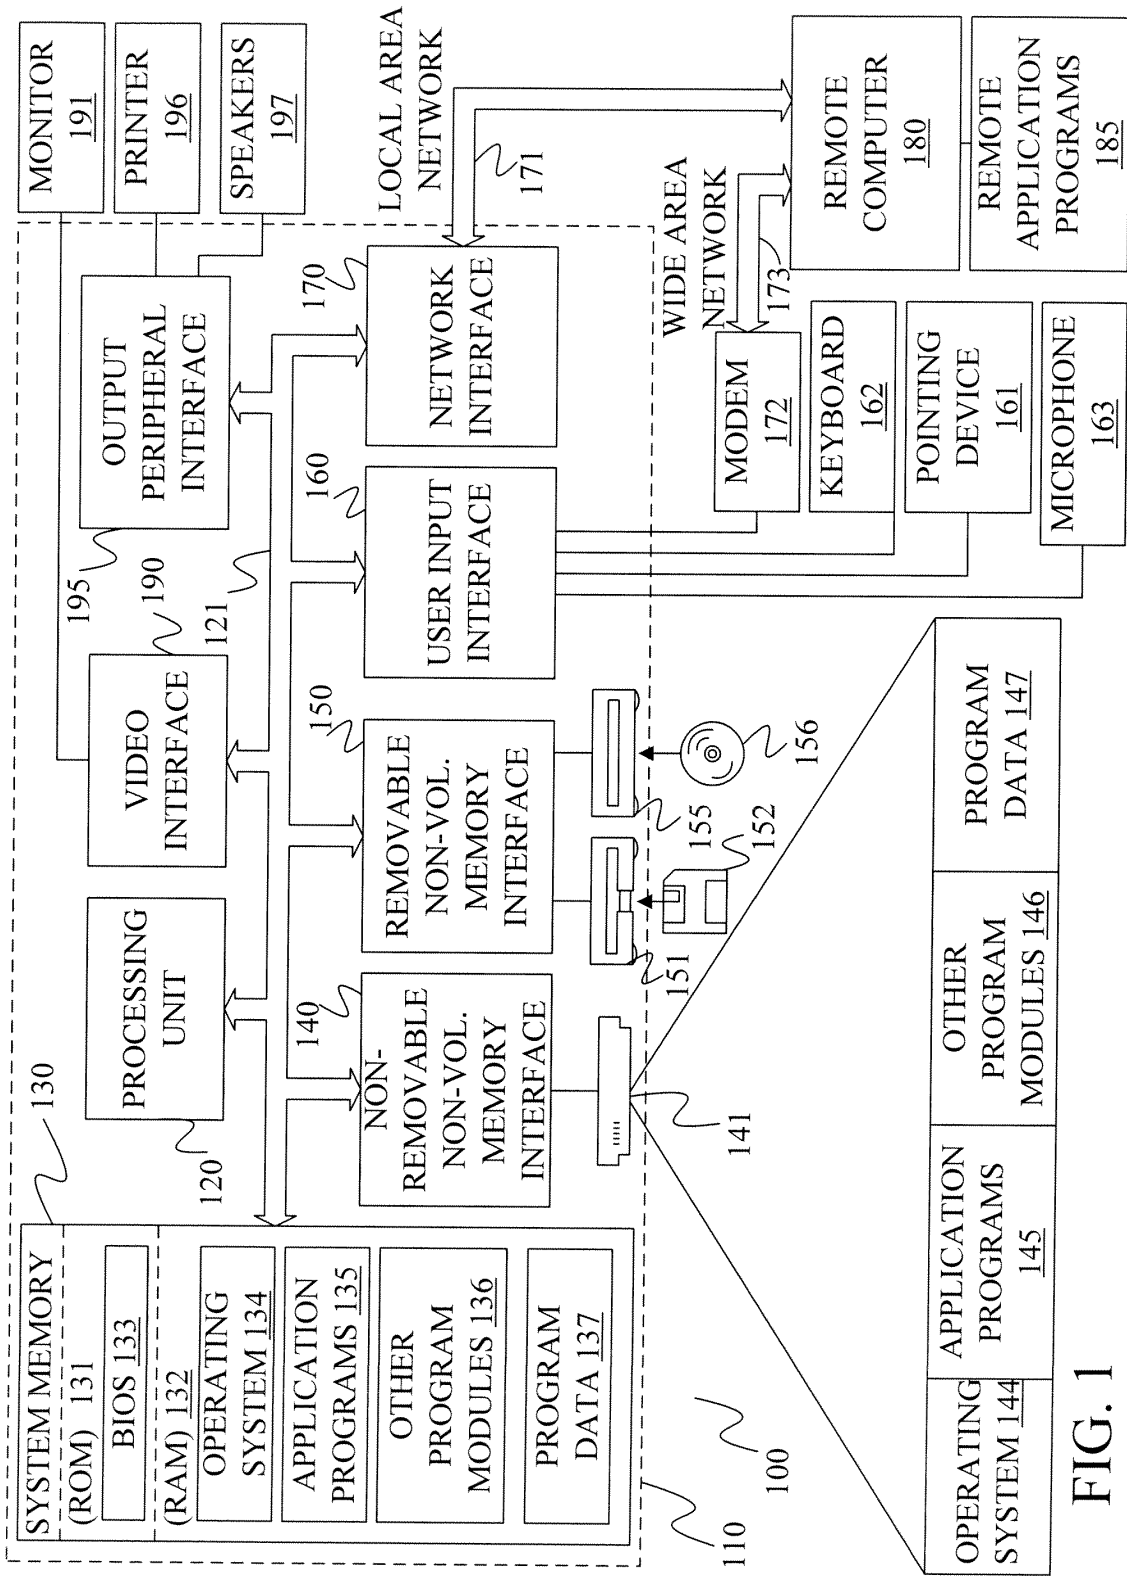 SYSTEM MEMORY
(ROM) 131
BIOS 133
(RAM) 132
OPERATING
SYSTEM 134
APPLICATION
PROGRAMS 135
OTHER
PROGRAM
MODULES 136
PROGRAM
DATA 137
130
120
PROCESSING
UNIT
VIDEO
INTERFACE
190
121
195
OUTPUT
PERIPHERAL
INTERFACE
MONITOR
191
PRINTER
196
SPEAKERS
197
140
NON-
REMOVABLE
NON-VOL.
MEMORY
INTERFACE
150
REMOVABLE
NON-VOL.
MEMORY
INTERFACE
160
USER INPUT
INTERFACE
170
NETWORK
INTERFACE
LOCAL AREA
NETWORK
171
WIDE AREA
NETWORK
173
141
151
152
155
156
MODEM
172
KEYBOARD
162
POINTING
DEVICE
161
MICROPHONE
163
REMOTE
COMPUTER
180
REMOTE
APPLICATION
PROGRAMS
185
110
100
OPERATING
SYSTEM 144
APPLICATION
PROGRAMS
145
OTHER
PROGRAM
MODULES 146
PROGRAM
DATA 147
FIG. 1